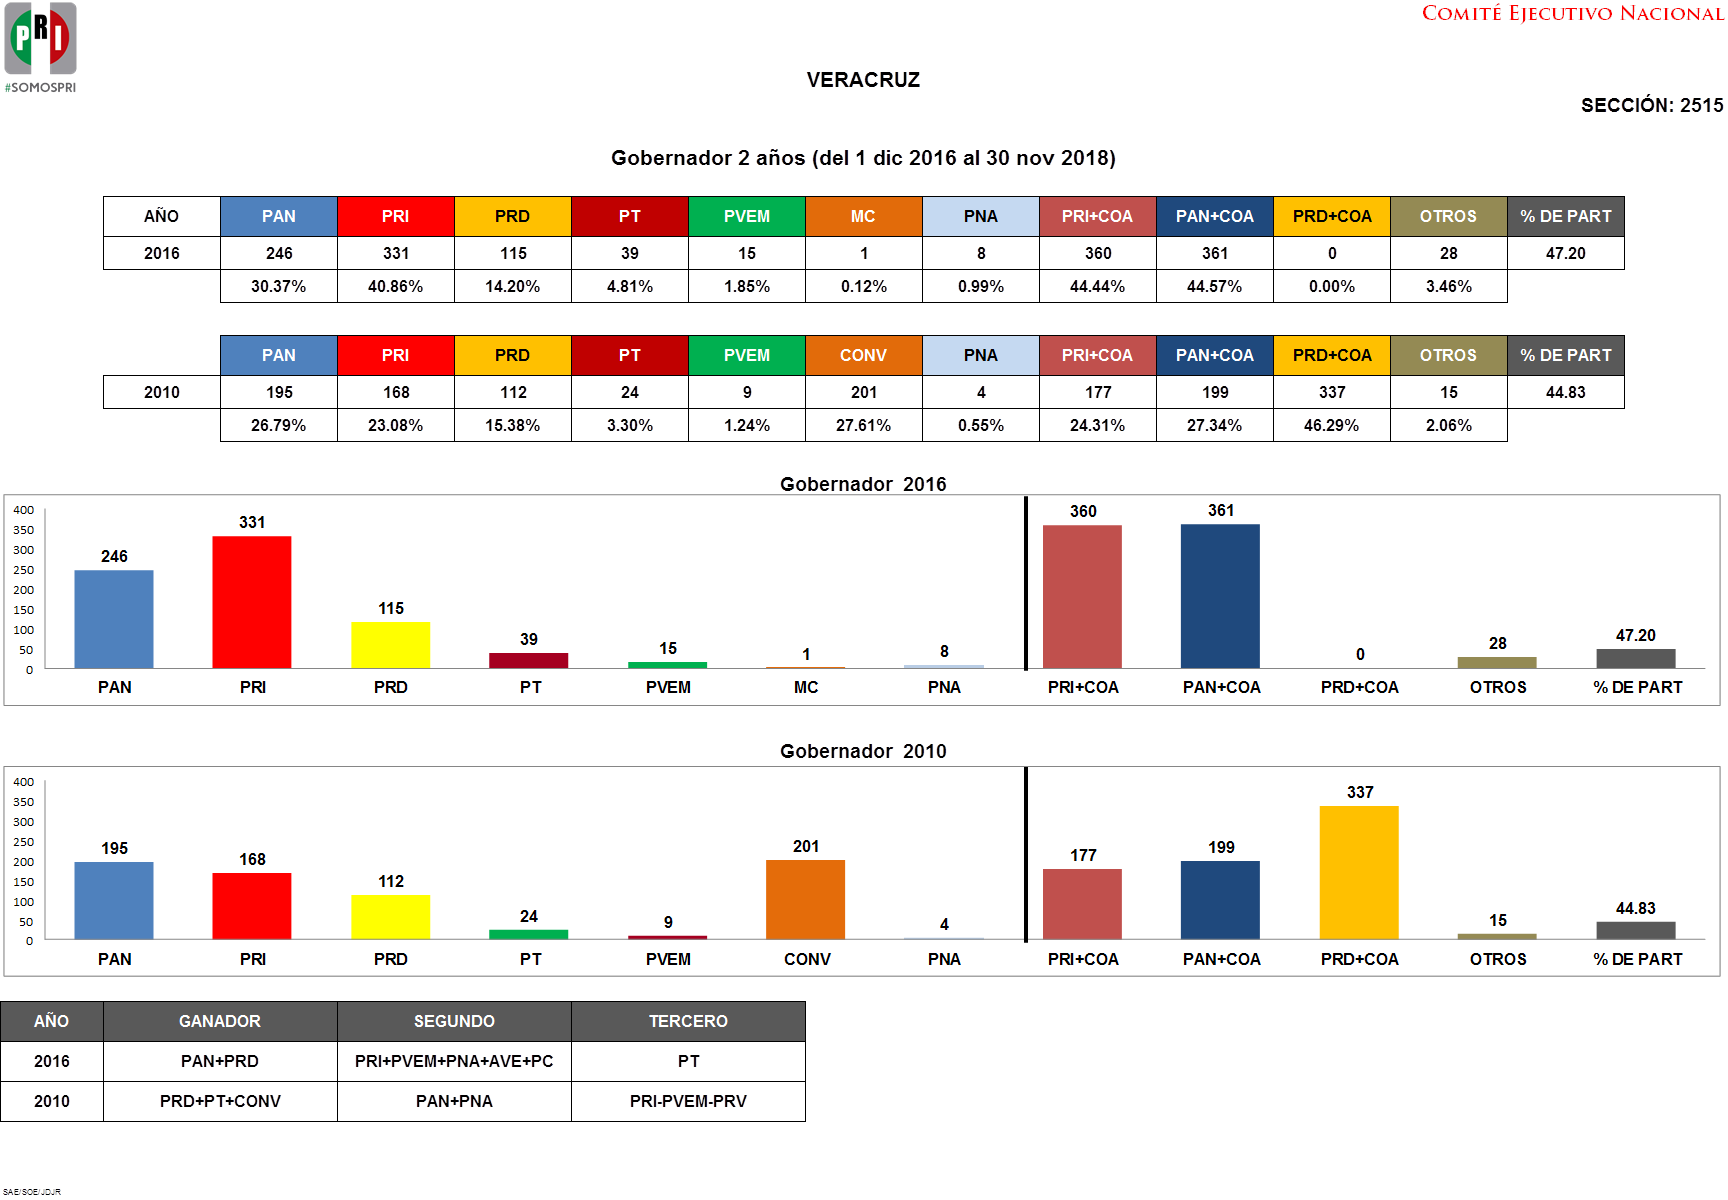 PRI
#SOMOSPRI
COMITÉ EJECUTIVO NACIONAL
VERACRUZ
SECCIÓN: 2515
Gobernador 2 años (del 1 dic 2016 al 30 nov 2018)
AÑO PAN PRI PRD PT PVEM MC PNA PRI+COA PAN+COA PRD+COA OTROS % DE PART
2016 246 331 115 39 15 1 8 360 361 0 28 47.20
30.37% 40.86% 14.20% 4.81% 1.85% 0.12% 0.99% 44.44% 44.57% 0.00% 3.46%
PAN PRI PRD PT PVEM CONV PNA PRI+COA PAN+COA PRD+COA OTROS % DE PART
2010 195 168 112 24 9 201 4 177 199 337 15 44.83
26.79% 23.08% 15.38% 3.30% 1.24% 27.61% 0.55% 24.31% 27.34% 46.29% 2.06%
Gobernador 2016
400
350
300
250
200
150
100
50
0
246 331 115 39 15 1 8 360 361 0 28 47.20
PAN PRI PRD PT PVEM MC PNA PRI+COA PAN+COA PRD+COA OTROS % DE PART
Gobernador 2010
400
350
300
250
200
150
100
50
0
195 168 112 24 9 201 4 177 199 337 15 44.83
PAN PRI PRD PT PVEM CONV PNA PRI+COA PAN+COA PRD+COA OTROS % DE PART
AÑO GANADOR SEGUNDO TERCERO
2016 PAN+PRD PRI+PVEM+PNA+AVE+PC PT
2010 PRD+PT+CONV PAN+PNA PRI-PVEM-PRV
SAE/SOE/JDJR